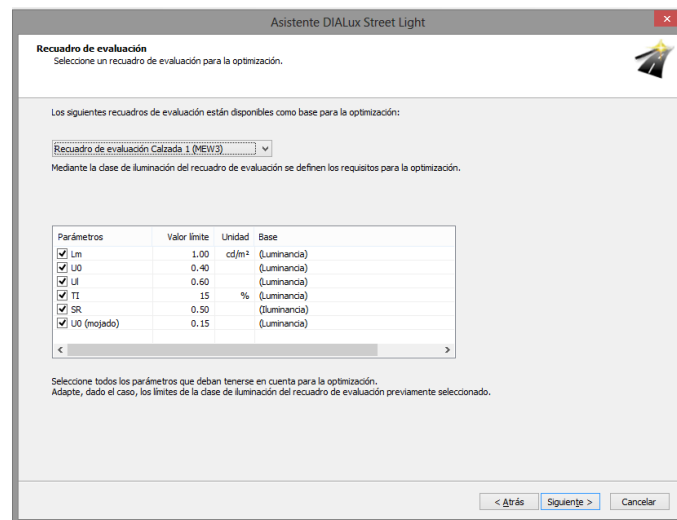 Asistente DIALux Street Light
Recuadro de evaluación
Seleccione un recuadro de evaluación para la optimización.
Los siguientes recuadros de evaluación están disponibles como base para la optimización:
Recuadro de evaluación Calzada 1 (MEW3)
Mediante la clase de iluminación del recuadro de evaluación se definen los requisitos para la optimización.
Parámetros Valor límite Unidad Base
Lm 1.00 cd/m² (Luminancia)
U0 0.40 (Luminancia)
Ul 0.60 (Luminancia)
TI 15 % (Luminancia)
SR 0.50 (Iluminancia)
U0 (mojado) 0.15 (Luminancia)
Seleccione todos los parámetros que deban tenerse en cuenta para la optimización.
Adapte, dado el caso, los límites de la clase de iluminación del recuadro de evaluación previamente seleccionado.
< Atrás Siguiente > Cancelar